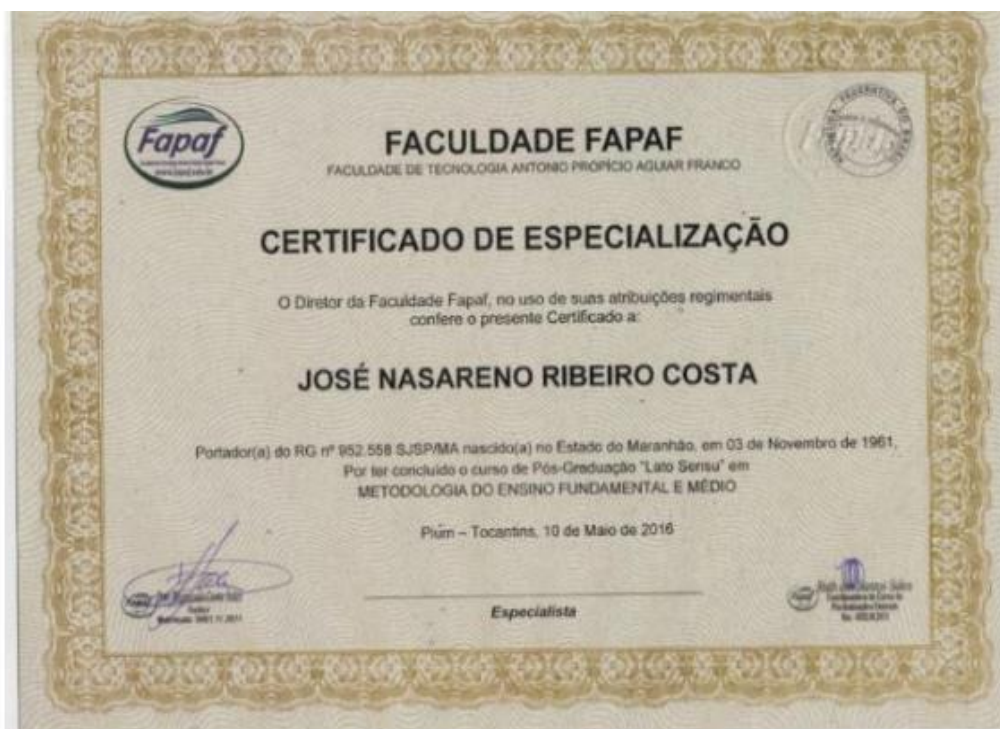 Fapaf
FACULDADE FAPAF
FACULDADE DE TECNOLOGIA ANTONIO PROPÍCIO AGUIAR FRANCO
CERTIFICADO DE ESPECIALIZAÇÃO
O Diretor da Faculdade Fapaf, no uso de suas atribuições regimentais
confere o presente Certificado a:
JOSÉ NASARENO RIBEIRO COSTA
Portador(a) do RG nº 952.558 SJSP/MA nascido(a) no Estado do Maranhão, em 03 de Novembro de 1961,
Por ter concluído o curso de Pós-Graduação "Lato Sensu" em
METODOLOGIA DO ENSINO FUNDAMENTAL E MÉDIO
Pium – Tocantins, 10 de Maio de 2016
Especialista